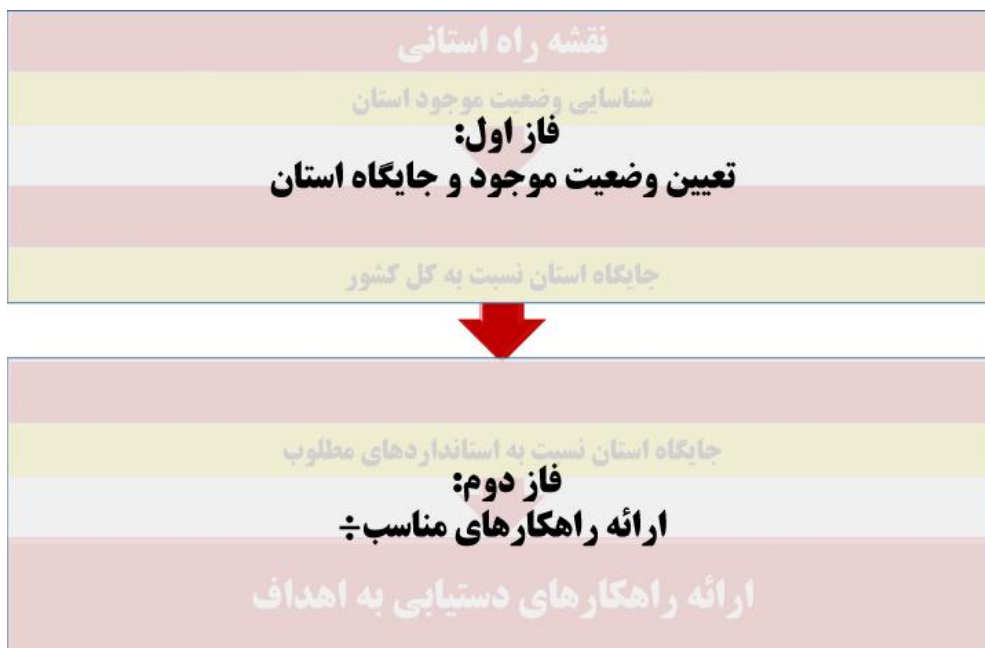 نقشه راه استانی
شناسایی وضعیت موجود استان
فاز اول:
تعیین وضعیت موجود و جایگاه استان
جایگاه استان نسبت به کل کشور
جایگاه استان نسبت به استانداردهای مطلوب
فاز دوم:
ارائه راهکارهای مناسب÷
ارائه راهکارهای دستیابی به اهداف